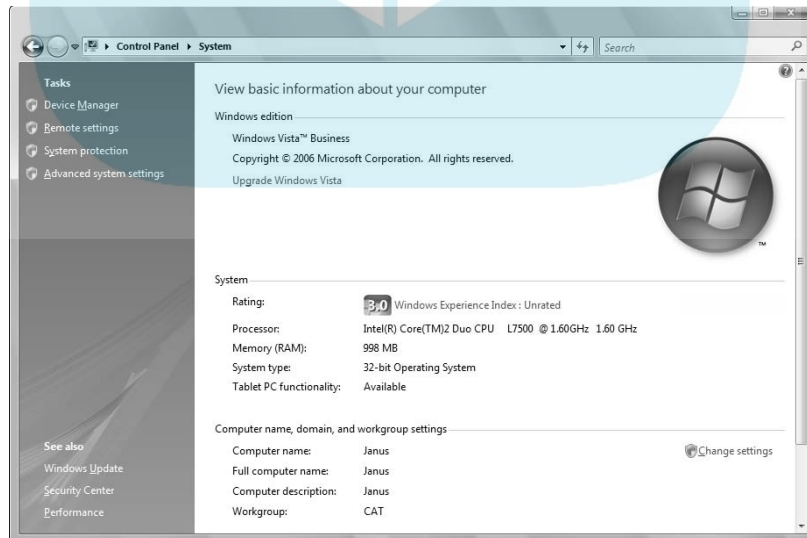 Control Panel ▸ System
Search
Tasks
Device Manager
Remote settings
System protection
Advanced system settings
See also
Windows Update
Security Center
Performance
View basic information about your computer
Windows edition
Windows Vista™ Business
Copyright © 2006 Microsoft Corporation. All rights reserved.
Upgrade Windows Vista
TM
System
Rating: 3.0 Windows Experience Index : Unrated
Processor: Intel(R) Core(TM)2 Duo CPU L7500 @ 1.60GHz 1.60 GHz
Memory (RAM): 998 MB
System type: 32-bit Operating System
Tablet PC functionality: Available
Computer name, domain, and workgroup settings
Computer name: Janus Change settings
Full computer name: Janus
Computer description: Janus
Workgroup: CAT